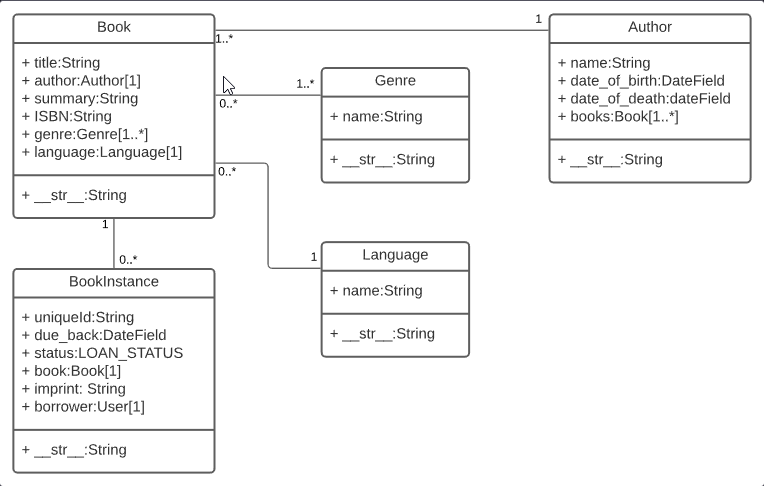 Book
+ title:String
+ author:Author[1]
+ summary:String
+ ISBN:String
+ genre:Genre[1..*]
+ language:Language[1]
+ __str__:String
1..*
1
Author
+ name:String
+ date_of_birth:DateField
+ date_of_death:dateField
+ books:Book[1..*]
+ __str__:String
0..*
1..*
Genre
+ name:String
+ __str__:String
0..*
1
Language
+ name:String
+ __str__:String
1
0..*
BookInstance
+ uniqueId:String
+ due_back:DateField
+ status:LOAN_STATUS
+ book:Book[1]
+ imprint: String
+ borrower:User[1]
+ __str__:String